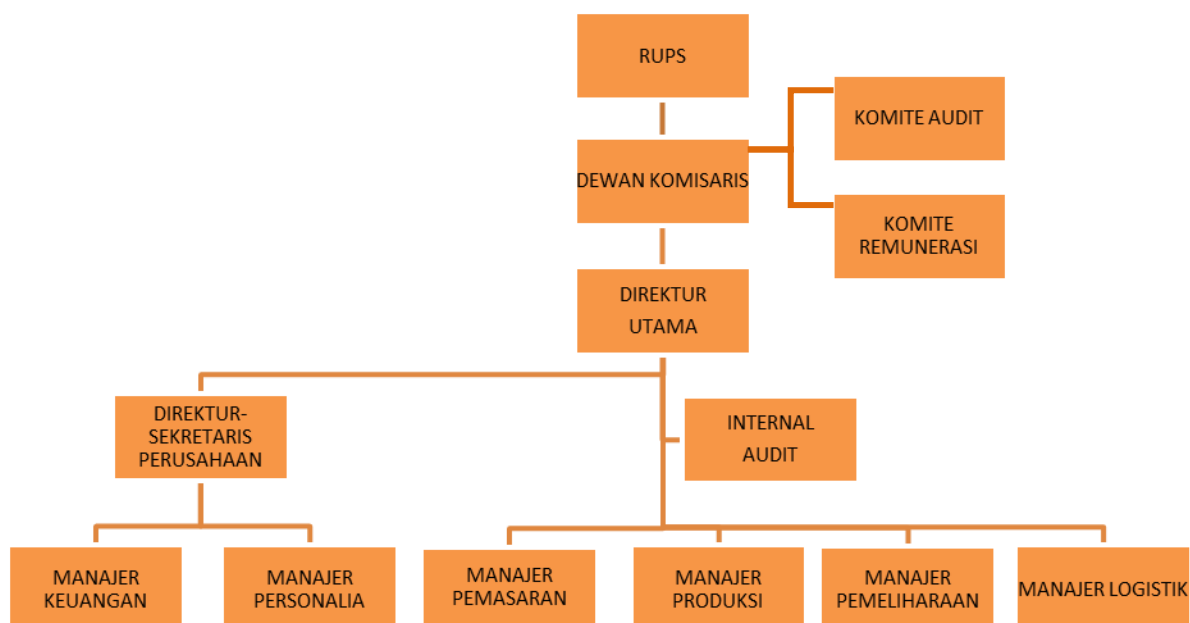 RUPS
KOMITE AUDIT
DEWAN KOMISARIS
KOMITE
REMUNERASI
DIREKTUR
UTAMA
DIREKTUR-
SEKRETARIS
PERUSAHAAN
INTERNAL
AUDIT
MANAJER
KEUANGAN
MANAJER
PERSONALIA
MANAJER
PEMASARAN
MANAJER
PRODUKSI
MANAJER
PEMELIHARAAN
MANAJER LOGISTIK